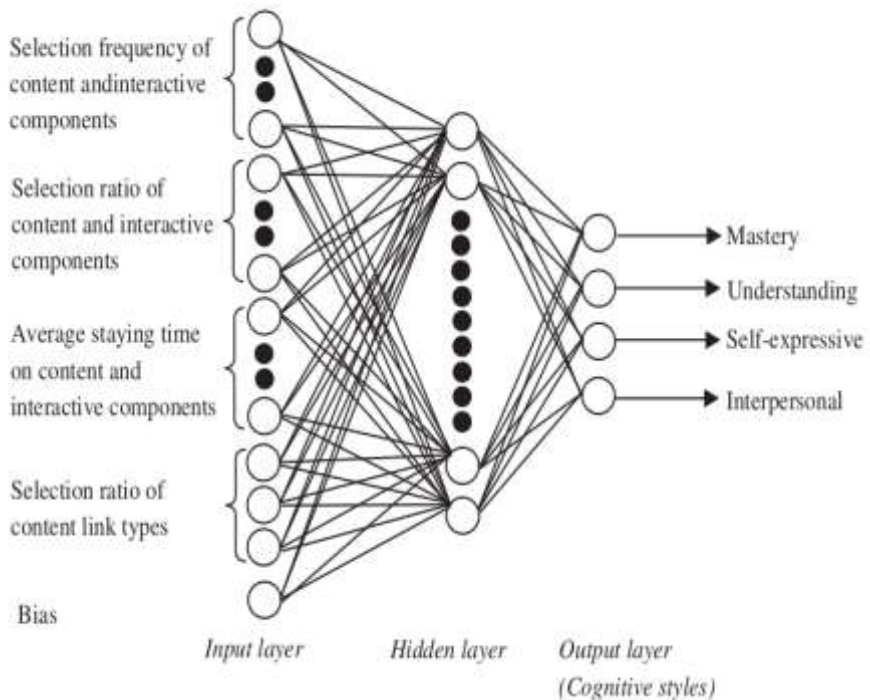 Selection frequency of
content andinteractive
components
Selection ratio of
content and interactive
components
Average staying time
on content and
interactive components
Selection ratio of
content link types
Bias
Mastery
Understanding
Self-expressive
Interpersonal
Input layer
Hidden layer
Output layer
(Cognitive styles)